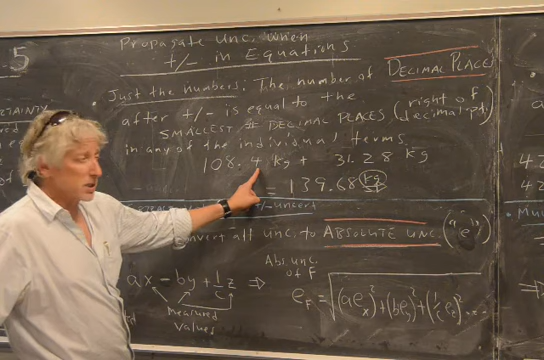 5
Propagate unc. when
+/- in Equations
Just the numbers: The number of DECIMAL PLACES
after +/- is equal to the (right of decimal pt.)
SMALLEST # DECIMAL PLACES
in any of the individual terms.
108.4 kg + 31.28 kg
= 139.68 kg
convert all unc. to ABSOLUTE UNC. ("e")
ax - by + 1/c z ⇒
Measured
Values
Abs. unc.
of F
e_F = √(ae_x)² + (be_y)² + (1/c e_z)²